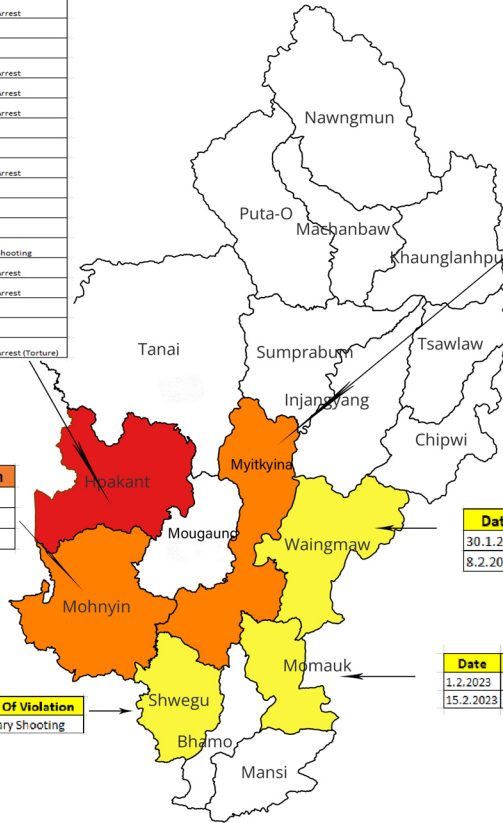 Arrest
Arrest
Arrest
Arrest
Arrest
Shooting
Arrest
Arrest
Arrest (Torture)
Nawngmun
Puta-O
Machanbaw
Khaunglanhpu
Tanai
Sumprabum
Tsawlaw
Injangyang
Chipwi
Hpakant
Myitkyina
n
Mougaung
Waingmaw
Dat
30.1.2
8.2.20
Mohnyin
Momauk
Date
1.2.2023
15.2.2023
Shwegu
Of Violation
ary Shooting
Bhamo
Mansi